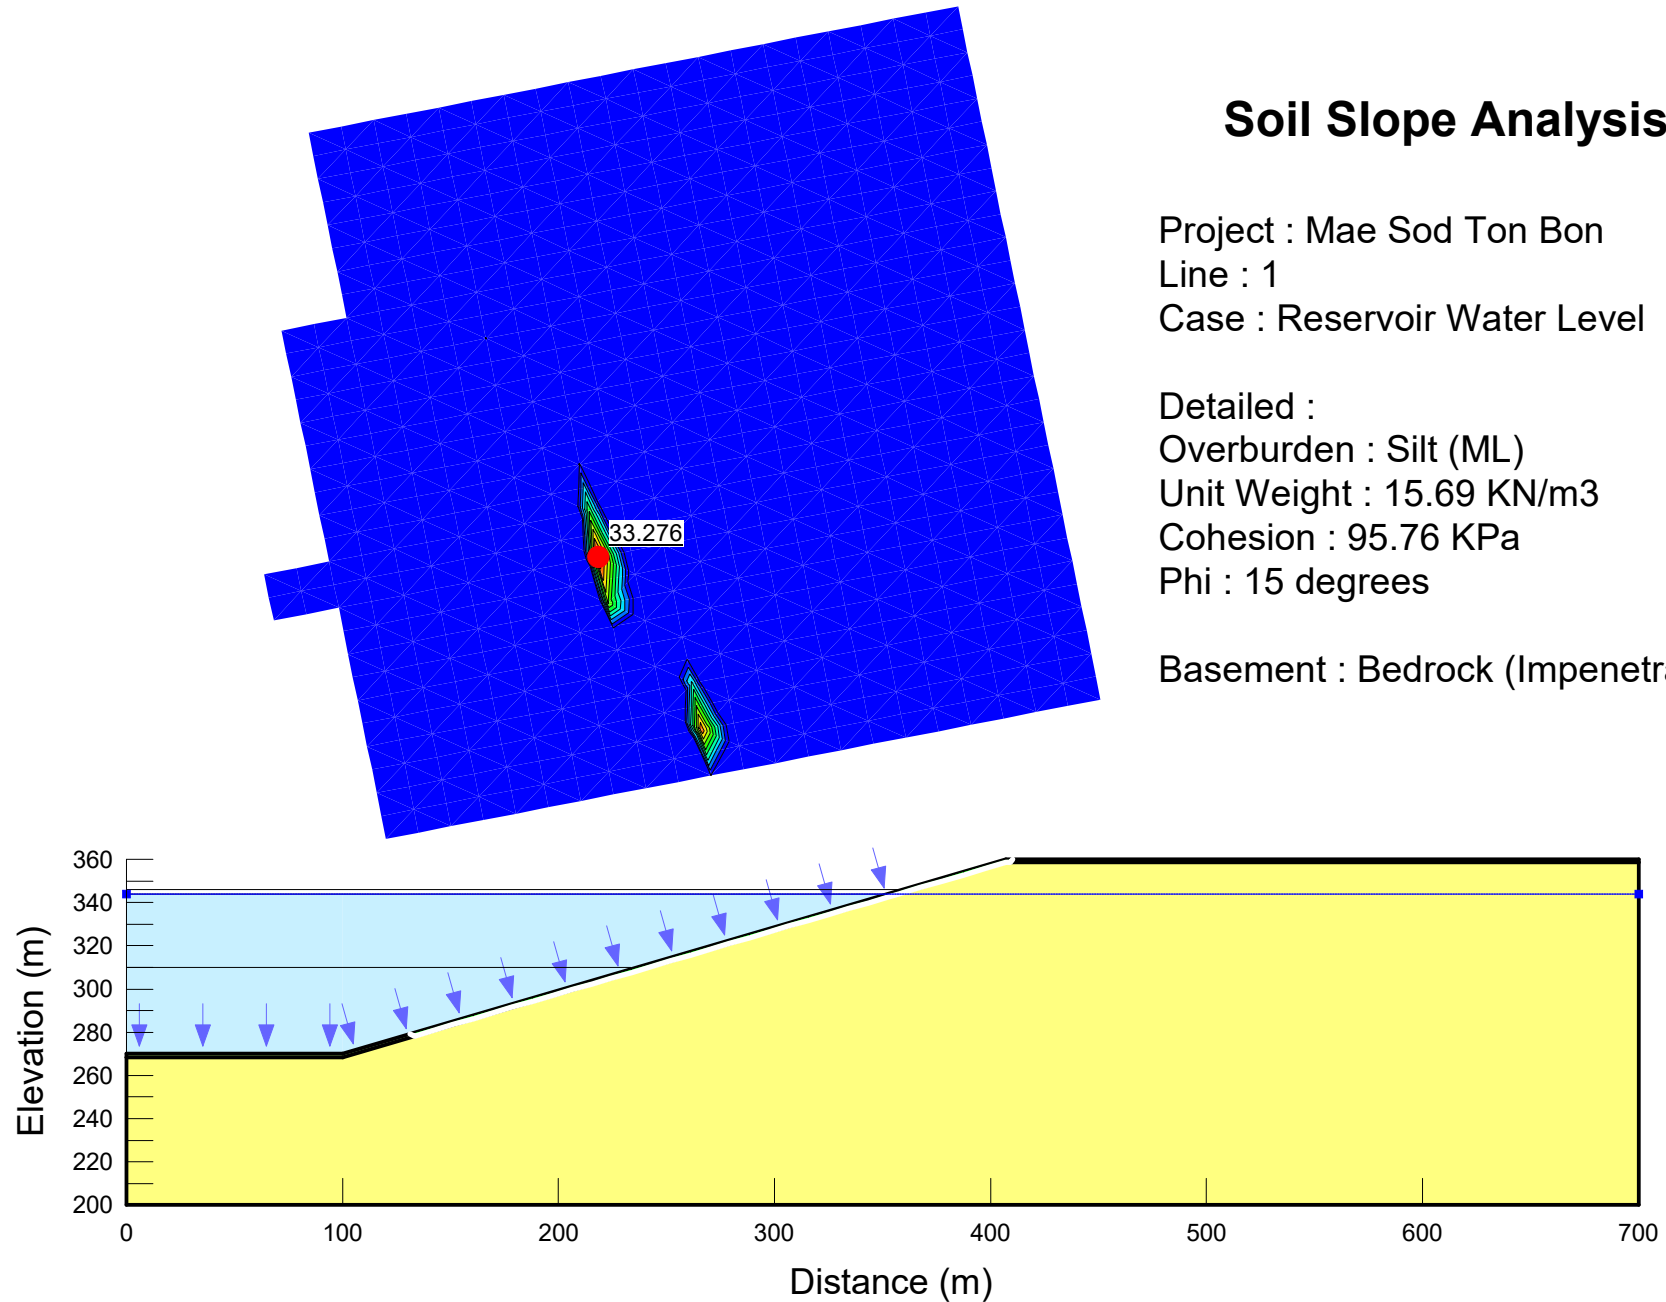 Soil Slope Analysis
Project : Mae Sod Ton Bon
Line : 1
Case : Reservoir Water Level
Detailed :
Overburden : Silt (ML)
Unit Weight : 15.69 KN/m3
Cohesion : 95.76 KPa
Phi : 15 degrees
Basement : Bedrock (Impenetra
33.276
Elevation (m)
360
340
320
300
280
260
240
220
200
0 100 200 300 400 500 600 700
Distance (m)